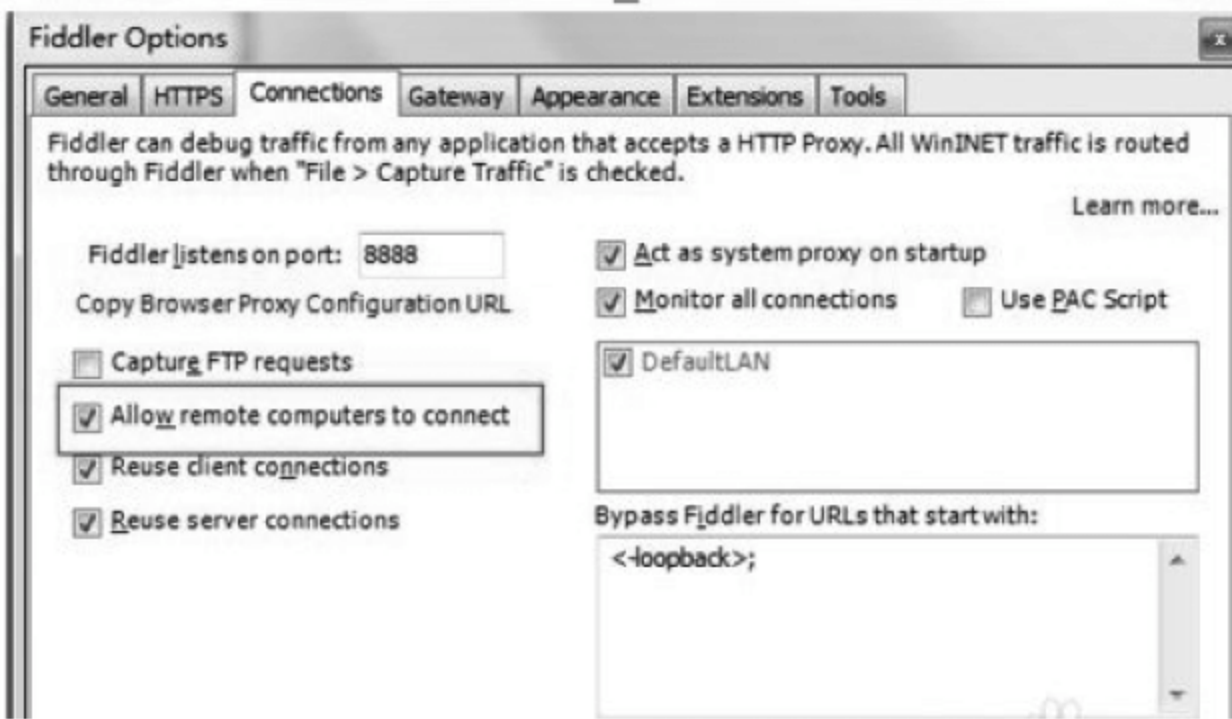 Fiddler Options
General HTTPS Connections Gateway Appearance Extensions Tools
Fiddler can debug traffic from any application that accepts a HTTP Proxy. All WinINET traffic is routed
through Fiddler when "File > Capture Traffic" is checked.
Learn more...
Fiddler listens on port: 8888
Copy Browser Proxy Configuration URL
Capture FTP requests
Allow remote computers to connect
Reuse client connections
Reuse server connections
Act as system proxy on startup
Monitor all connections Use PAC Script
DefaultLAN
Bypass Fiddler for URLs that start with:
<-loopback>;